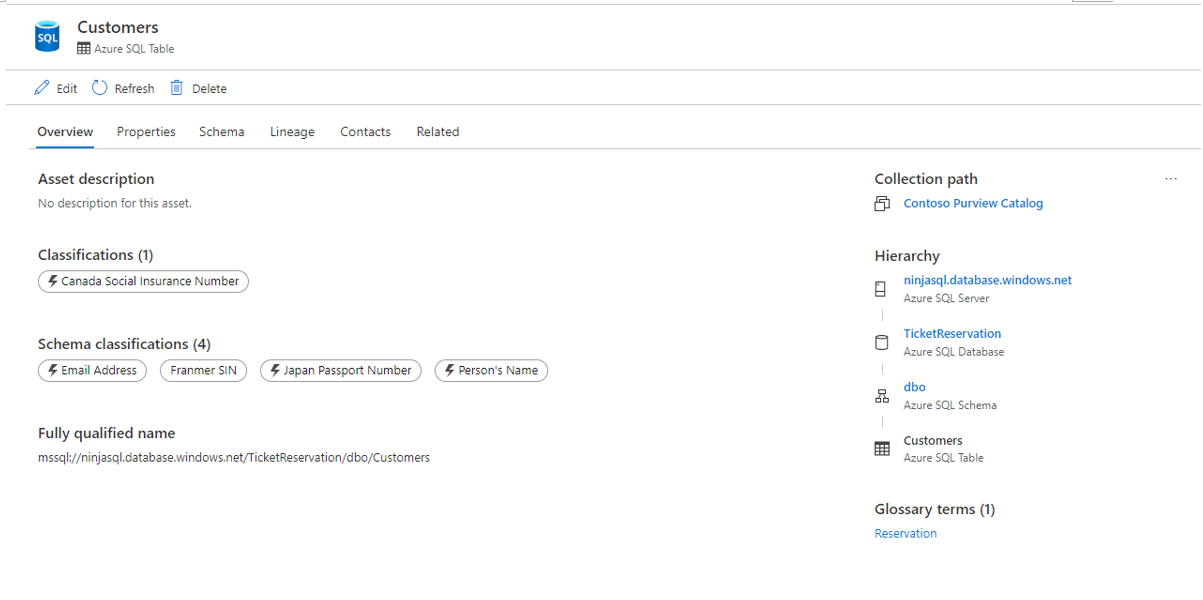 SQL
Customers
Azure SQL Table
Edit Refresh Delete
Overview Properties Schema Lineage Contacts Related
Asset description
No description for this asset.
Classifications (1)
Canada Social Insurance Number
Schema classifications (4)
Email Address Franmer SIN Japan Passport Number Person's Name
Fully qualified name
mssql://ninjasql.database.windows.net/TicketReservation/dbo/Customers
Collection path ...
Contoso Purview Catalog
Hierarchy
ninjasql.database.windows.net
Azure SQL Server
TicketReservation
Azure SQL Database
dbo
Azure SQL Schema
Customers
Azure SQL Table
Glossary terms (1)
Reservation